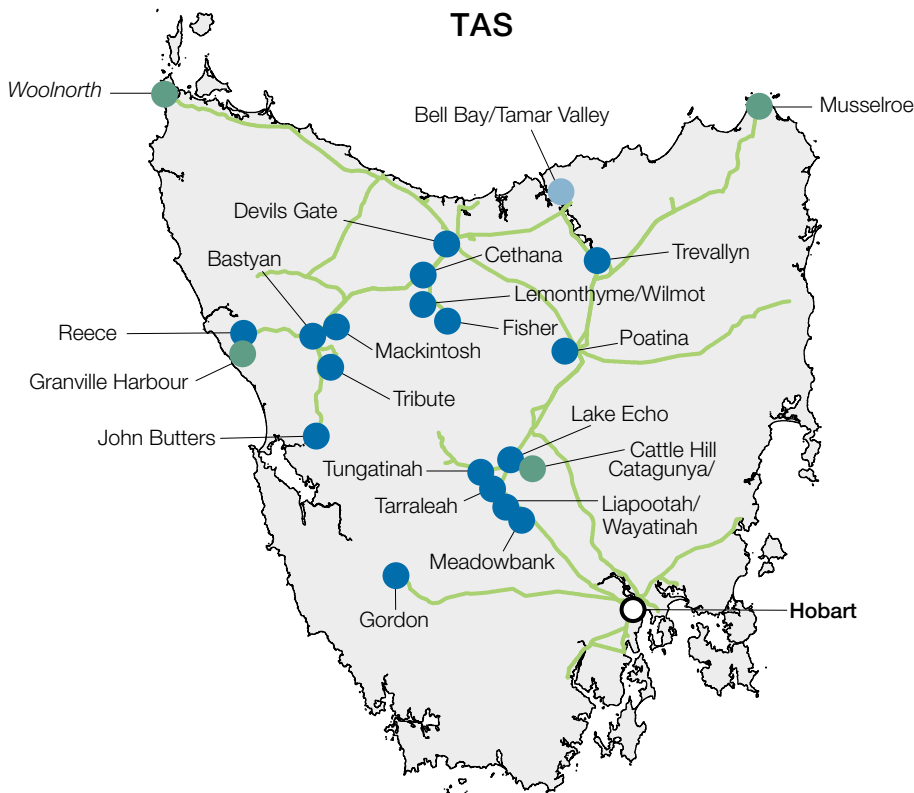 TAS
Woolnorth
Musselroe
Bell Bay/Tamar Valley
Devils Gate
Trevallyn
Cethana
Bastyan
Lemonthyme/Wilmot
Reece
Fisher
Poatina
Mackintosh
Granville Harbour
Tribute
Lake Echo
John Butters
Cattle Hill
Tungatinah
Catagunya/
Liapootah/
Wayatinah
Tarraleah
Meadowbank
Gordon
Hobart